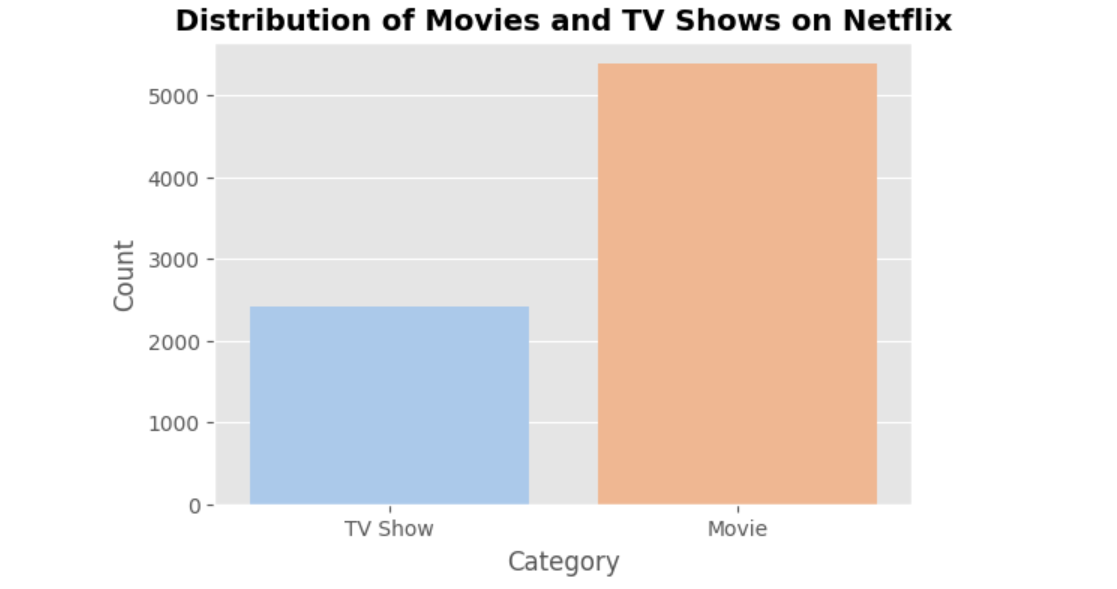 Distribution of Movies and TV Shows on Netflix
5000
4000
3000
2000
1000
0
Count
TV Show
Movie
Category